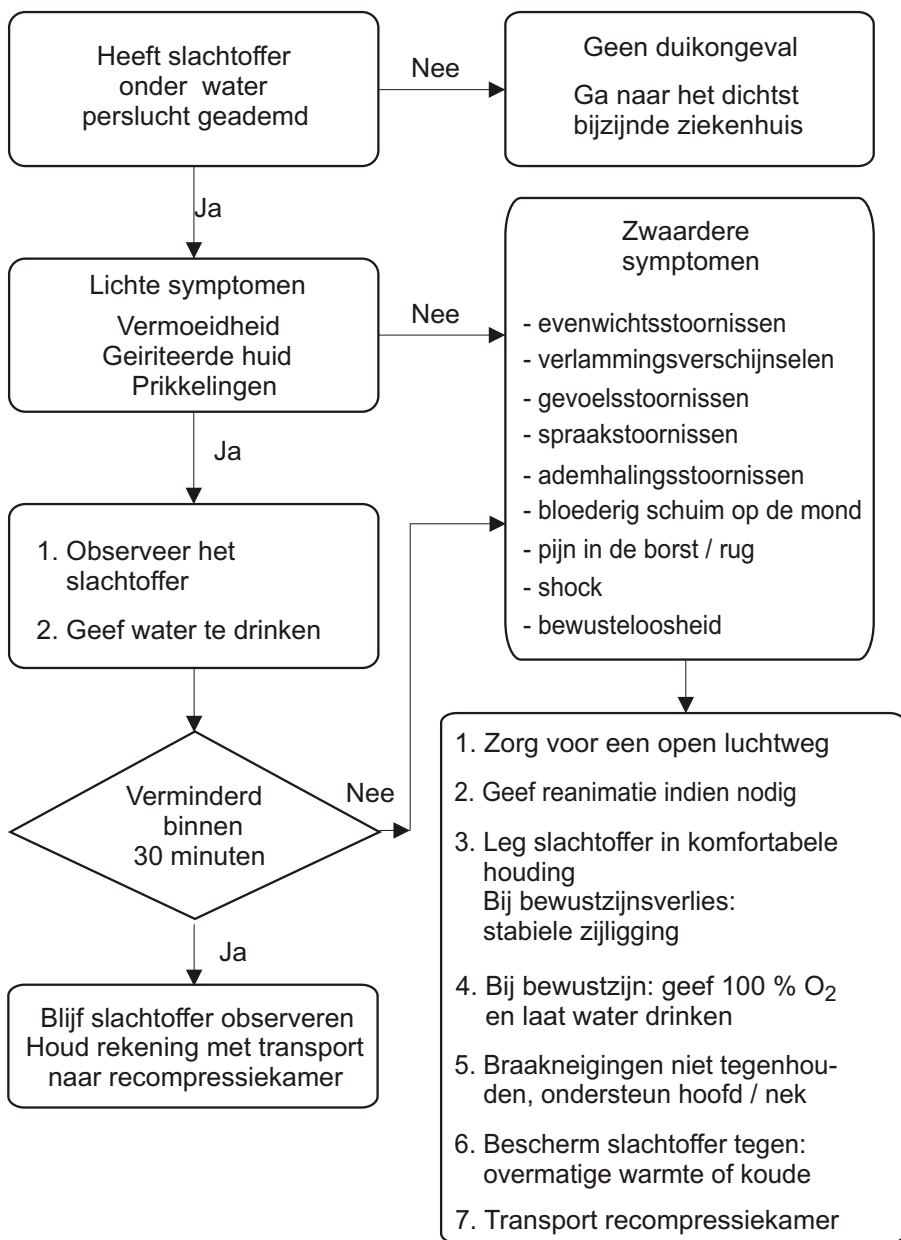 Heeft slachtoffer
onder water
perslucht geademd
Nee
Geen duikongeval
Ga naar het dichtst
bijzijnde ziekenhuis
Ja
Lichte symptomen
Vermoeidheid
Geiriteerde huid
Prikkelingen
Nee
Zwaardere
symptomen
- evenwichtsstoornissen
- verlammingsverschijnselen
- gevoelsstoornissen
- spraakstoornissen
- ademhalingsstoornissen
- bloederig schuim op de mond
- pijn in de borst / rug
- shock
- bewusteloosheid
Ja
1. Observeer het
slachtoffer
2. Geef water te drinken
Verminderd
binnen
30 minuten
Nee
Ja
Blijf slachtoffer observeren
Houd rekening met transport
naar recompressiekamer
1. Zorg voor een open luchtweg
2. Geef reanimatie indien nodig
3. Leg slachtoffer in komfortabele
houding
Bij bewustzijnsverlies:
stabiele zijligging
4. Bij bewustzijn: geef 100 % O₂
en laat water drinken
5. Braakneigingen niet tegenhou-
den, ondersteun hoofd / nek
6. Bescherm slachtoffer tegen:
overmatige warmte of koude
7. Transport recompressiekamer